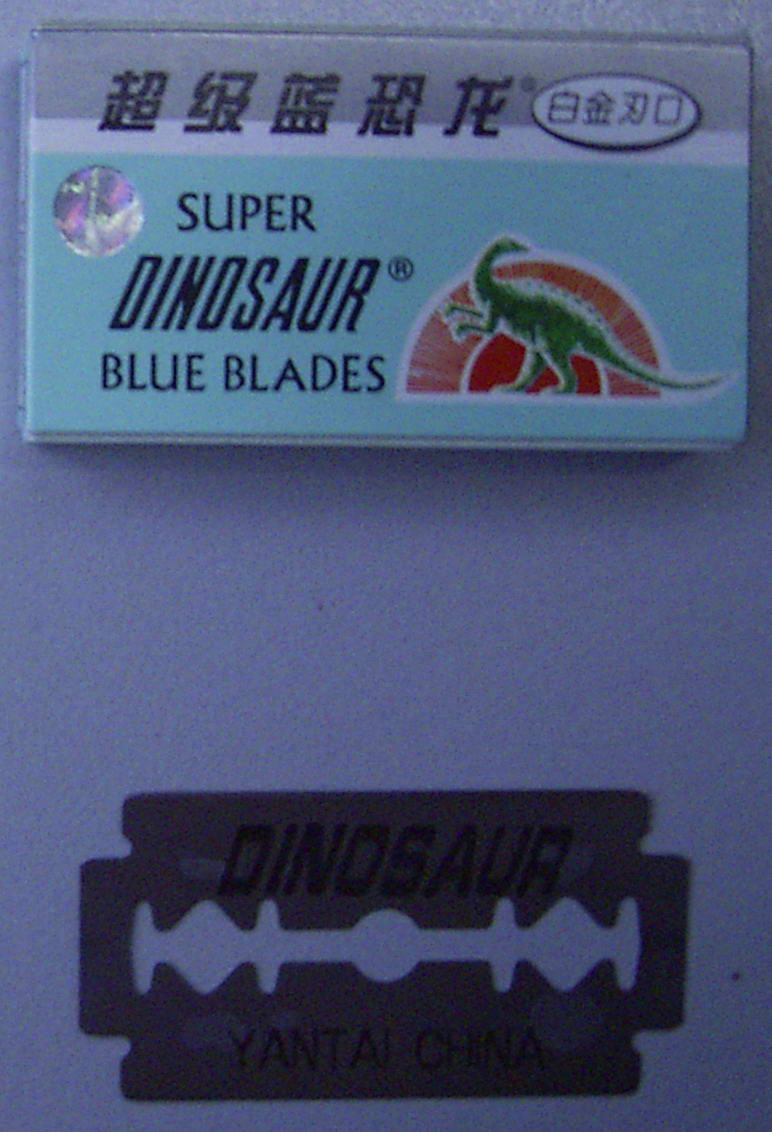 超级蓝恐龙® 白金刃口
SUPER
DINOSAUR®
BLUE BLADES
DINOSAUR
YANTAI CHINA